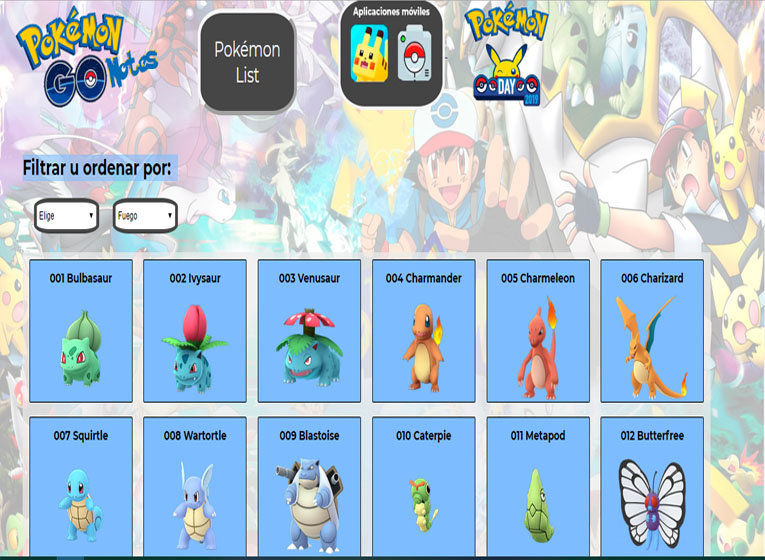 Pokémon
GO Notas
Pokémon
List
Aplicaciones móviles
Pokémon
DAY
2019
Filtrar u ordenar por:
Elige
Fuego
001 Bulbasaur
002 Ivysaur
003 Venusaur
004 Charmander
005 Charmeleon
006 Charizard
007 Squirtle
008 Wartortle
009 Blastoise
010 Caterpie
011 Metapod
012 Butterfree